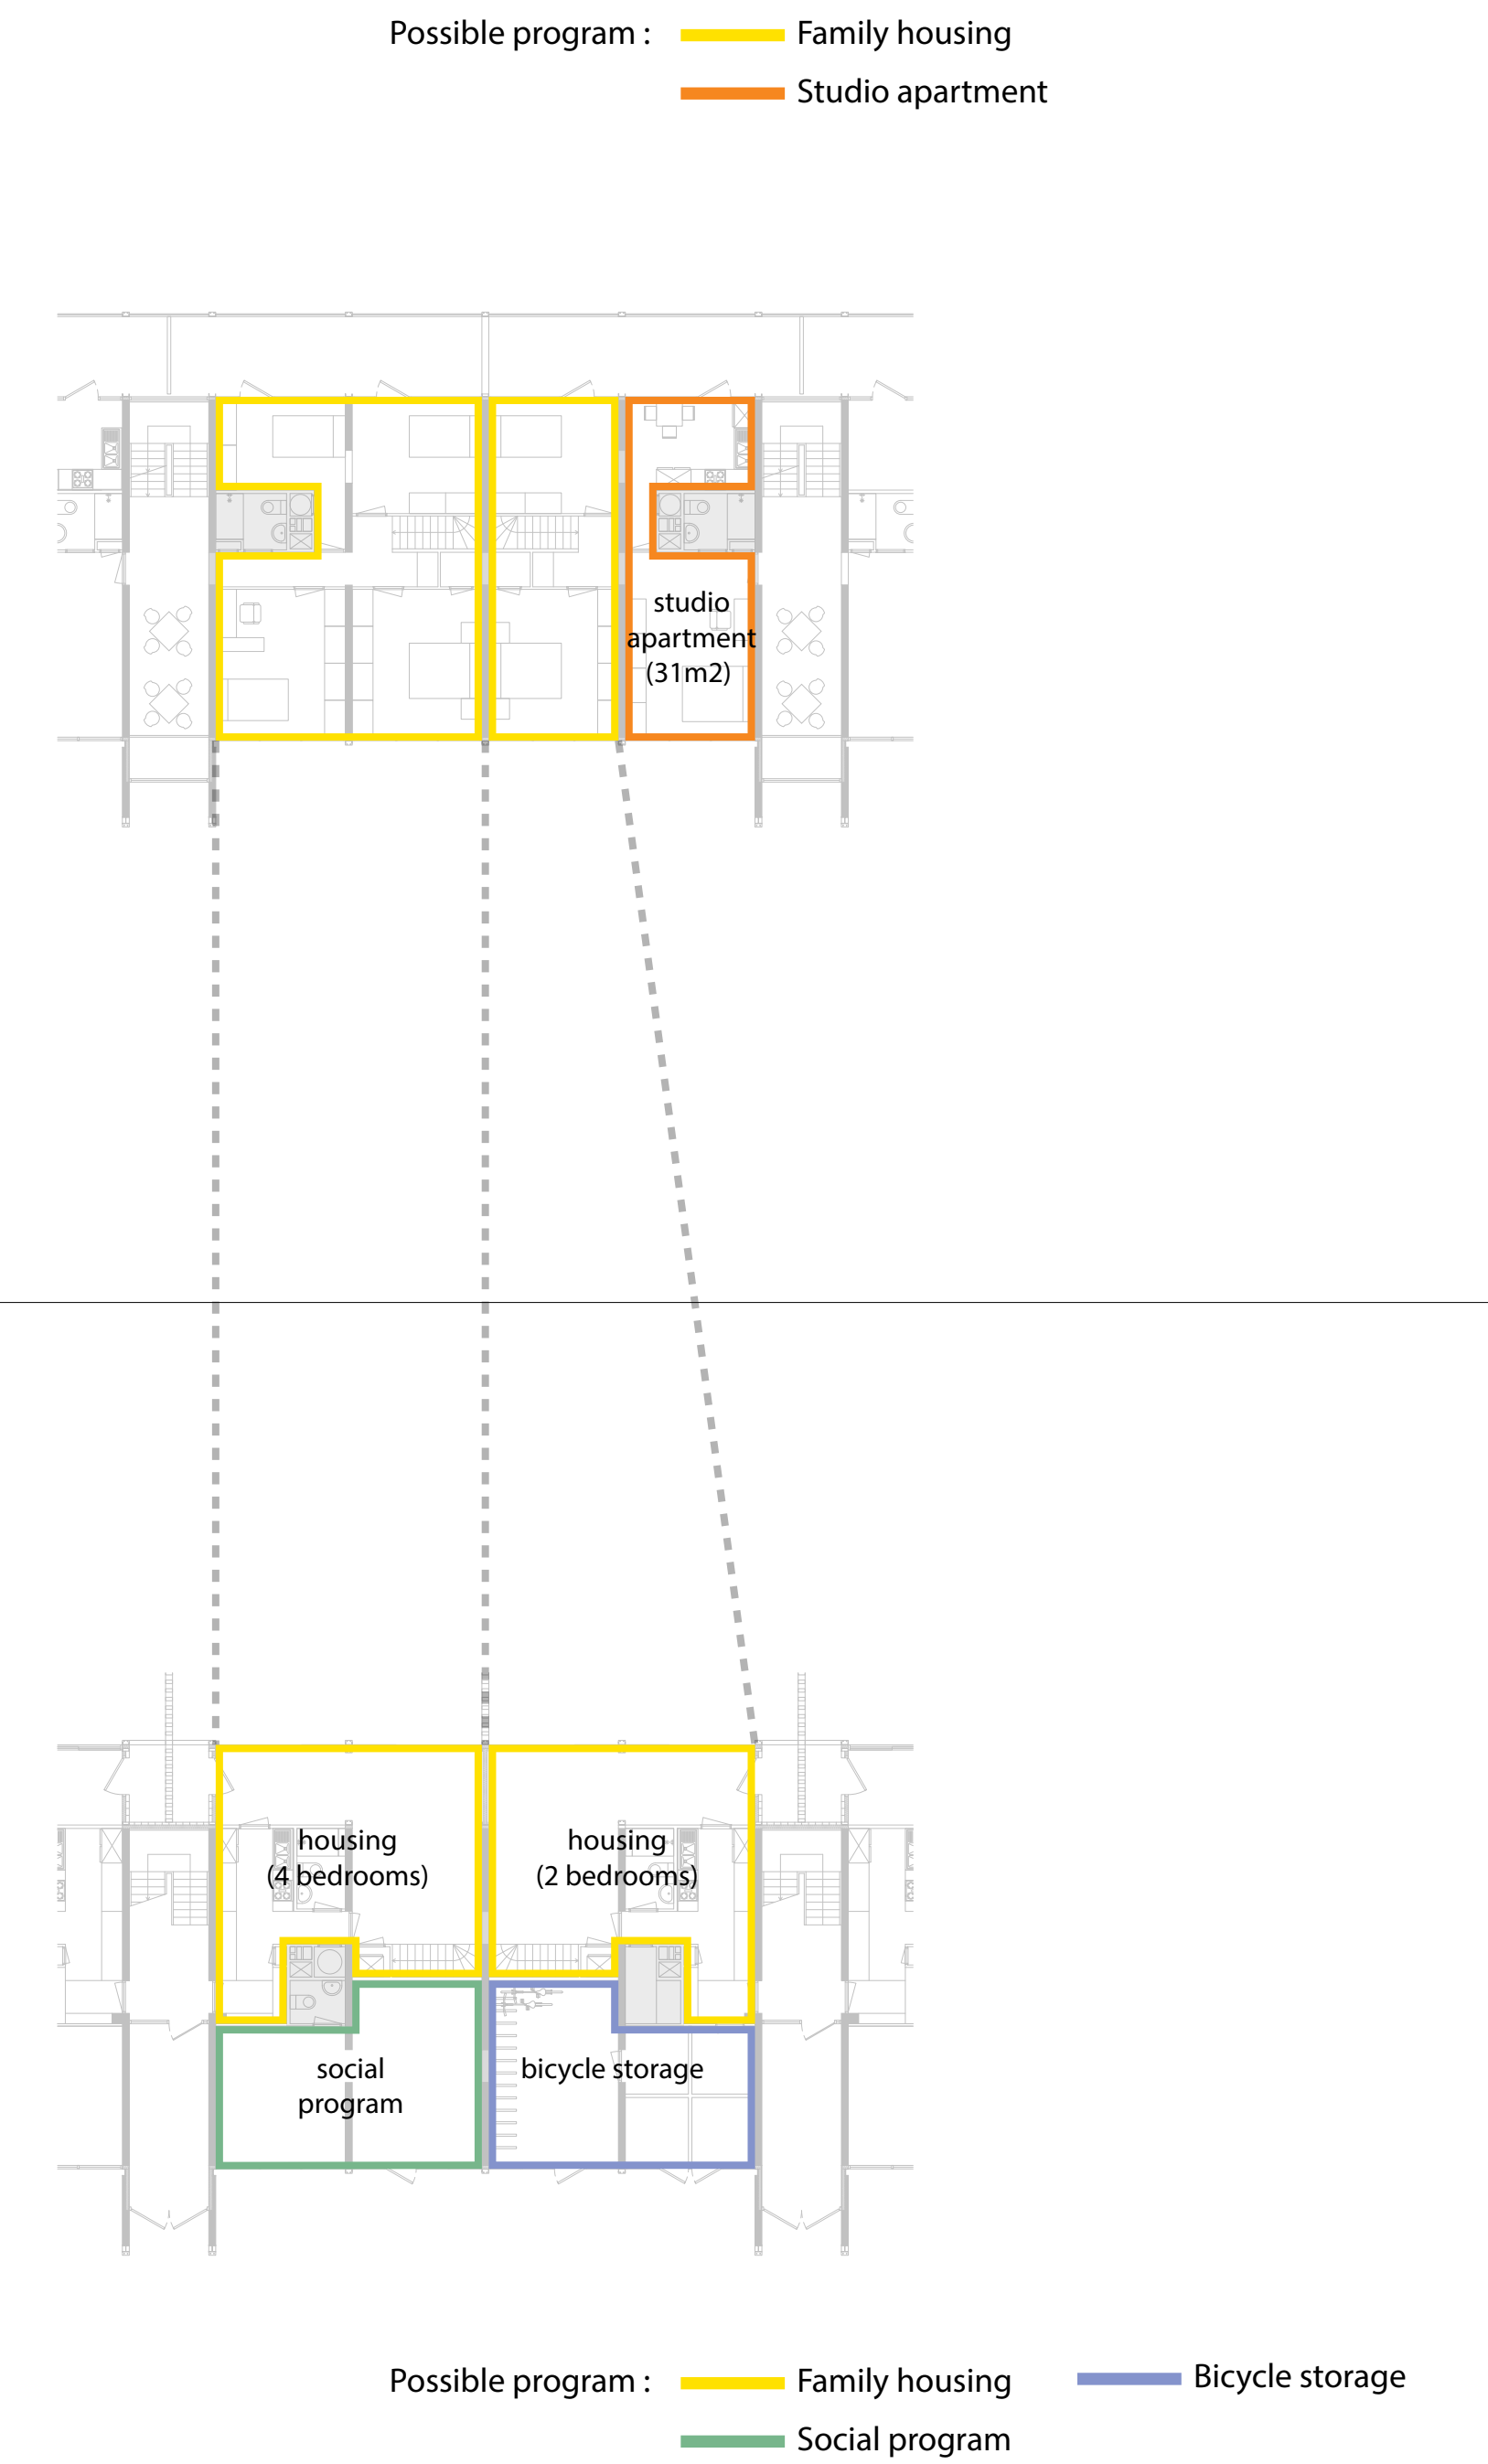 Possible program :
Family housing
Studio apartment
studio
apartment
(31m2)
housing
(4 bedrooms)
housing
(2 bedrooms)
social
program
bicycle storage
Possible program :
Family housing
Bicycle storage
Social program